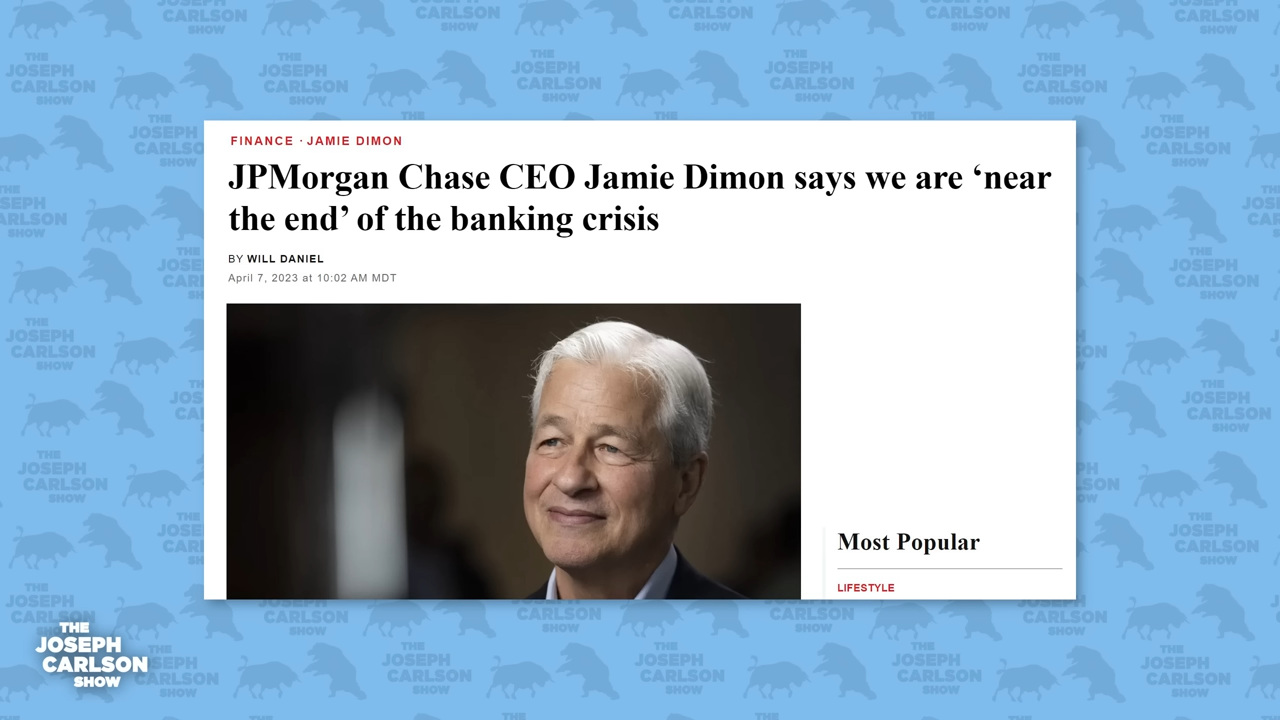 FINANCE · JAMIE DIMON
JPMorgan Chase CEO Jamie Dimon says we are ‘near
the end’ of the banking crisis
BY WILL DANIEL
April 7, 2023 at 10:02 AM MDT
Most Popular
LIFESTYLE
THE
JOSEPH
CARLSON
SHOW